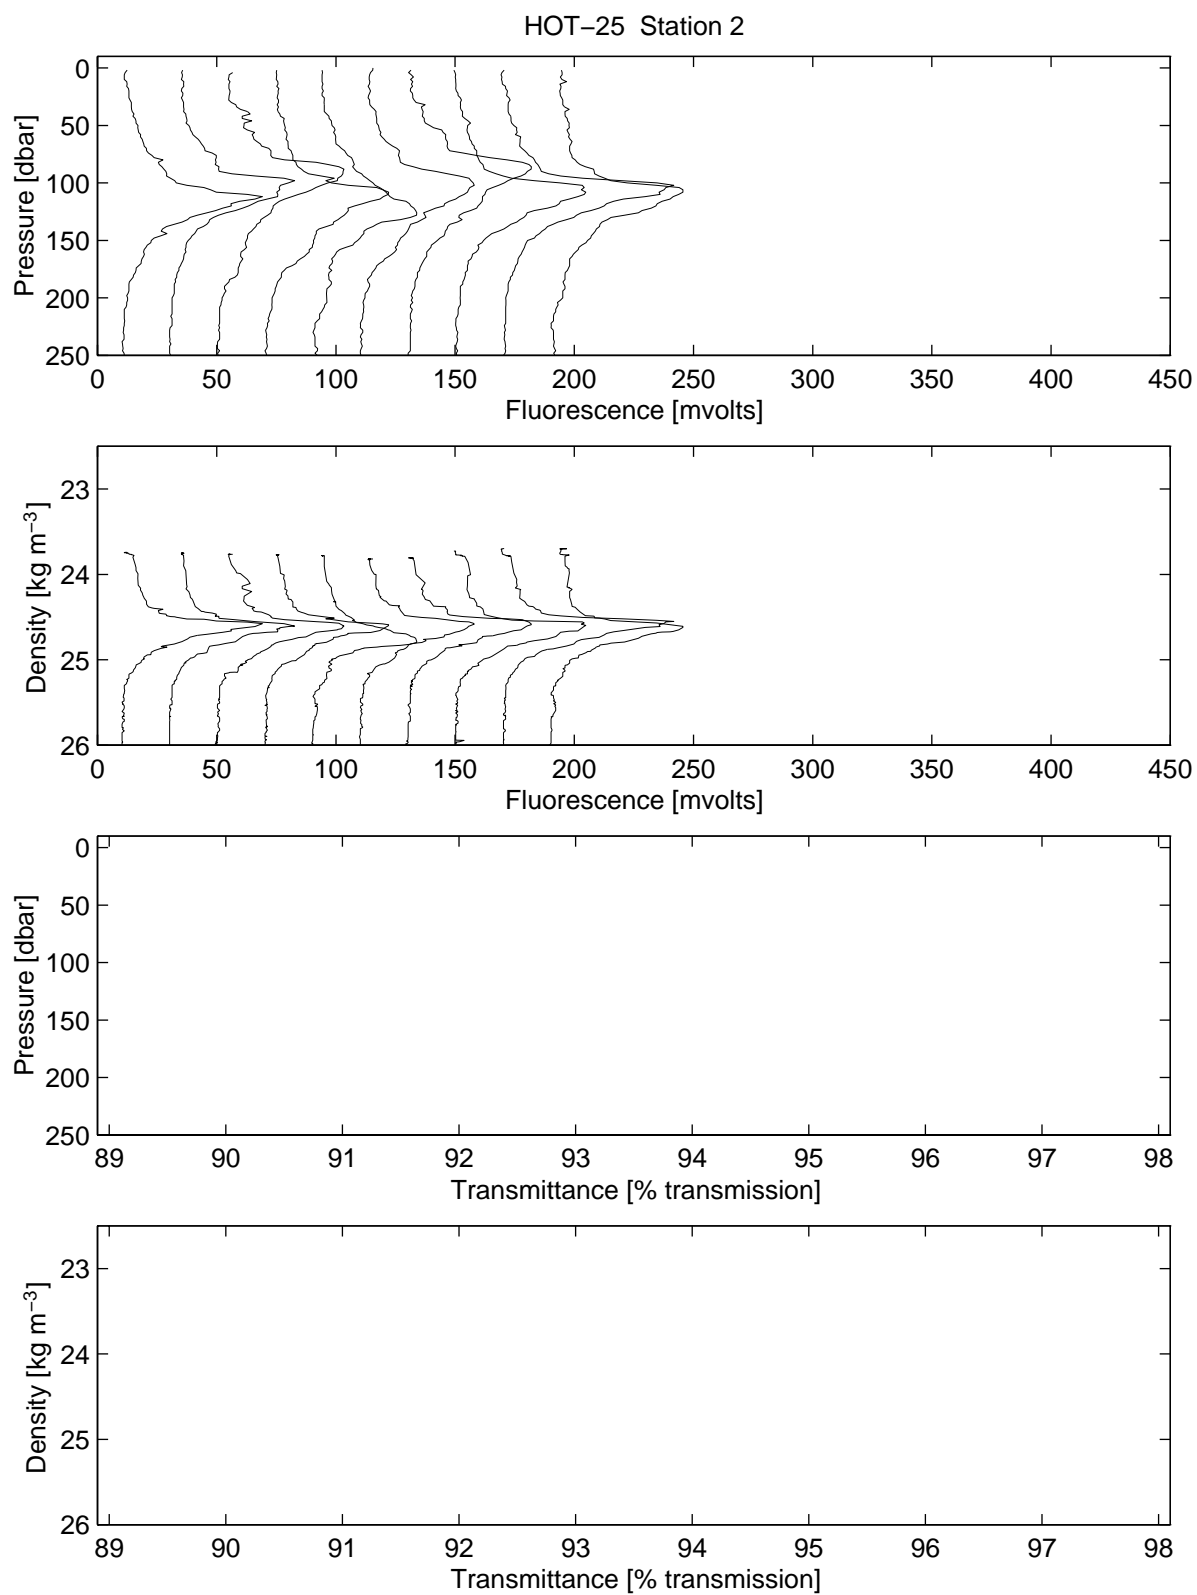 HOT−25 Station 2
0
50
100
150
200
250
Pressure [dbar]
0 50 100 150 200 250 300 350 400 450
Fluorescence [mvolts]
23
24
25
26
Density [kg m−3]
0 50 100 150 200 250 300 350 400 450
Fluorescence [mvolts]
0
50
100
150
200
250
Pressure [dbar]
89 90 91 92 93 94 95 96 97 98
Transmittance [% transmission]
23
24
25
26
Density [kg m−3]
89 90 91 92 93 94 95 96 97 98
Transmittance [% transmission]